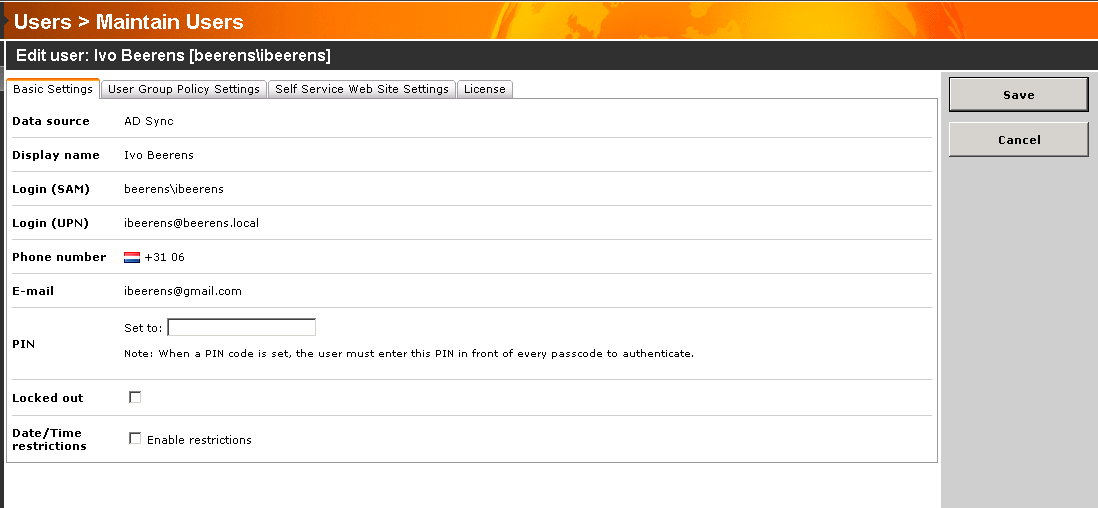 Users > Maintain Users
Edit user: Ivo Beerens [beerens\ibeerens]
Basic Settings User Group Policy Settings Self Service Web Site Settings License
Save
Cancel
Data source AD Sync
Display name Ivo Beerens
Login (SAM) beerens\ibeerens
Login (UPN) ibeerens@beerens.local
Phone number +31 06
E-mail ibeerens@gmail.com
PIN
Set to:
Note: When a PIN code is set, the user must enter this PIN in front of every passcode to authenticate.
Locked out
Date/Time
restrictions
Enable restrictions